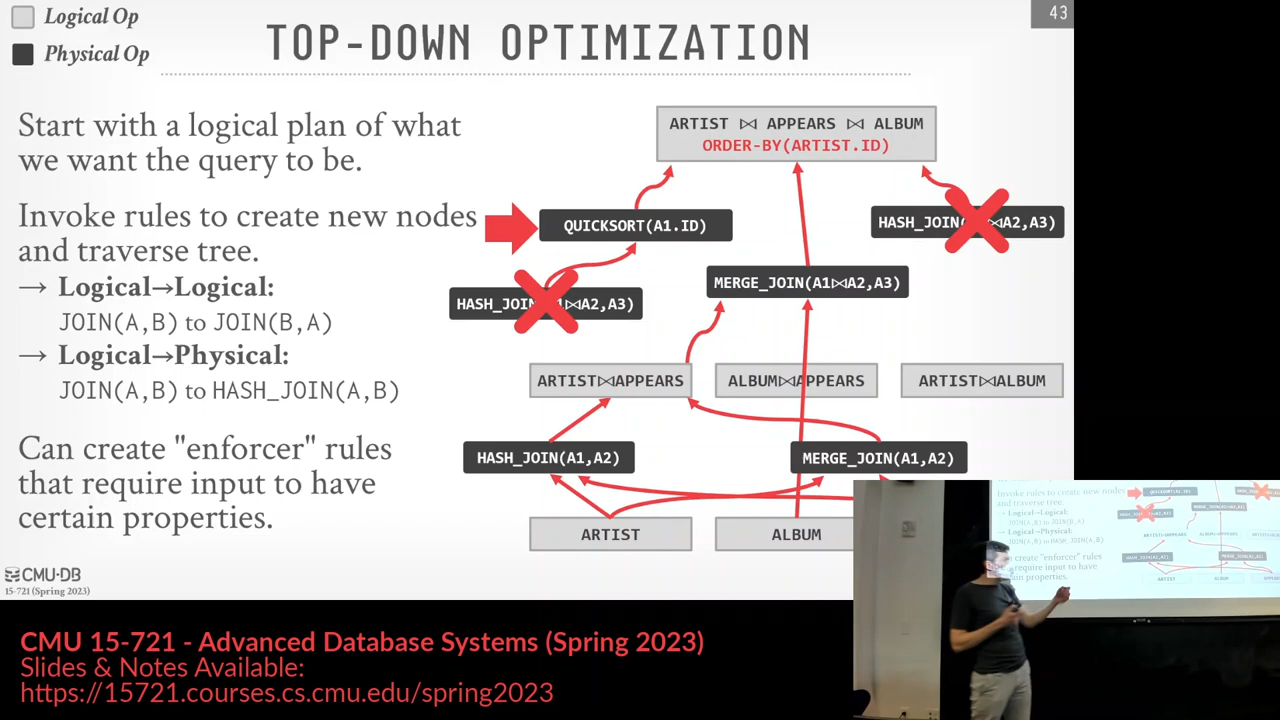 Logical Op
Physical Op
43
TOP-DOWN OPTIMIZATION
Start with a logical plan of what
we want the query to be.
Invoke rules to create new nodes
and traverse tree.
→ Logical→Logical:
JOIN(A,B) to JOIN(B,A)
→ Logical→Physical:
JOIN(A,B) to HASH_JOIN(A,B)
Can create "enforcer" rules
that require input to have
certain properties.
ARTIST ⋈ APPEARS ⋈ ALBUM
ORDER-BY(ARTIST.ID)
QUICKSORT(A1.ID)
⋈A2,A3)
MERGE_JOIN(A1⋈A2,A3)
⋈A2,A3)
ARTIST⋈APPEARS
ALBUM⋈APPEARS
ARTIST⋈ALBUM
HASH_JOIN(A1,A2)
MERGE_JOIN(A1,A2)
ARTIST
ALBUM
CMU·DB
15-721 (Spring 2023)
CMU 15-721 - Advanced Database Systems (Spring 2023)
Slides & Notes Available:
https://15721.courses.cs.cmu.edu/spring2023